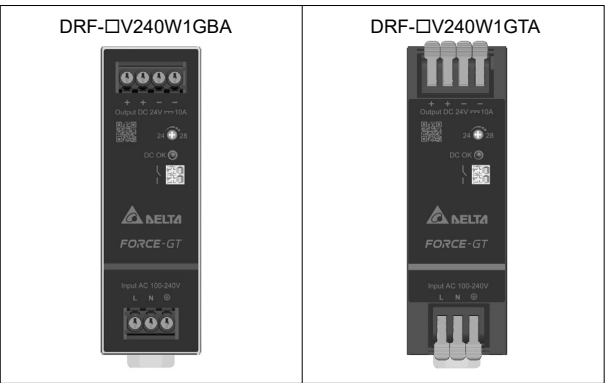 DRF-□V240W1GBA
+ + − −
Output DC 24V ⎓ 10A
24 28
DC OK
DELTA
FORCE-GT
Input AC 100-240V
L N
DRF-□V240W1GTA
+ + − −
Output DC 24V ⎓ 10A
24 28
DC OK
DELTA
FORCE-GT
Input AC 100-240V
L N